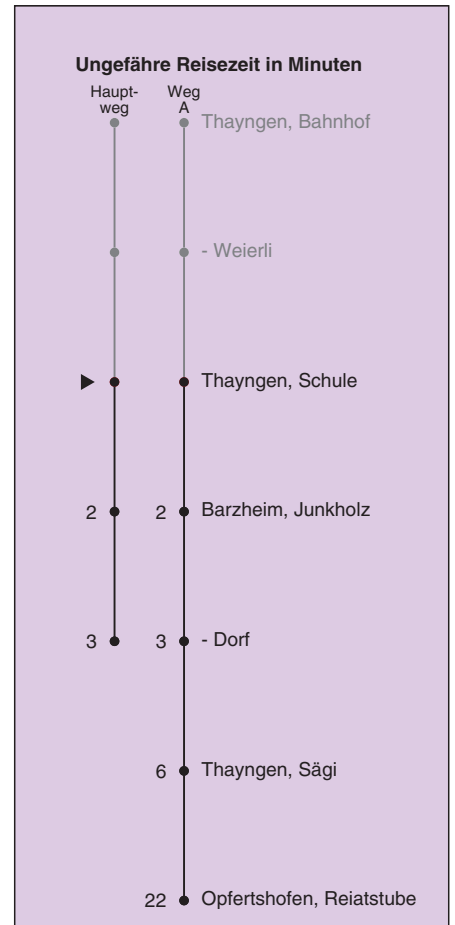 Ungefähre Reisezeit in Minuten
Haupt-
weg
Weg
A
Thayngen, Bahnhof
- Weierli
Thayngen, Schule
2 2 Barzheim, Junkholz
3 3 - Dorf
6 Thayngen, Sägi
22 Opfertshofen, Reiatstube